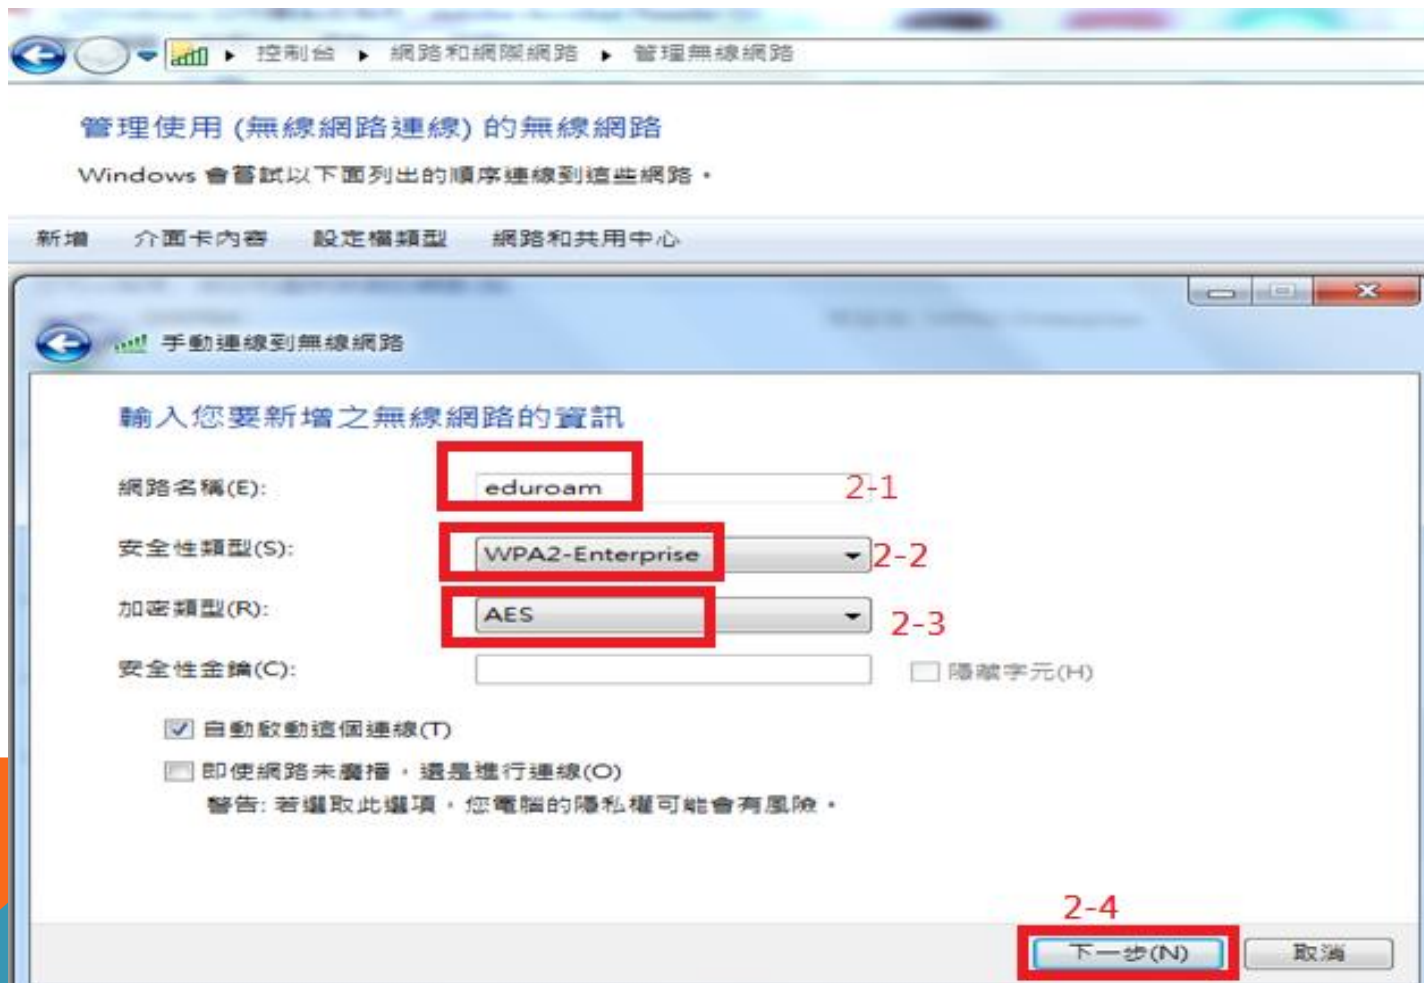 控制台 ▸ 網路和網際網路 ▸ 管理無線網路
管理使用 (無線網路連線) 的無線網路
Windows 會嘗試以下面列出的順序連線到這些網路。
新增 介面卡內容 設定檔類型 網路和共用中心
手動連線到無線網路
輸入您要新增之無線網路的資訊
網路名稱(E): eduroam 2-1
安全性類型(S): WPA2-Enterprise 2-2
加密類型(R): AES 2-3
安全性金鑰(C): 隱藏字元(H)
自動啟動這個連線(T)
即使網路未廣播，還是進行連線(O)
警告: 若選取此選項，您電腦的隱私權可能會有風險。
2-4
下一步(N) 取消